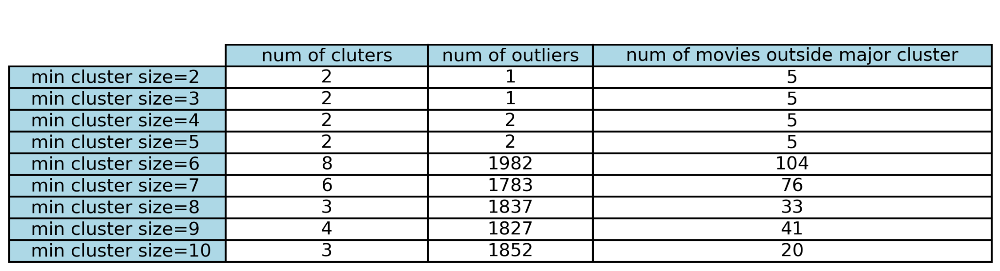 num of cluters num of outliers num of movies outside major cluster
min cluster size=2 2 1 5
min cluster size=3 2 1 5
min cluster size=4 2 2 5
min cluster size=5 2 2 5
min cluster size=6 8 1982 104
min cluster size=7 6 1783 76
min cluster size=8 3 1837 33
min cluster size=9 4 1827 41
min cluster size=10 3 1852 20